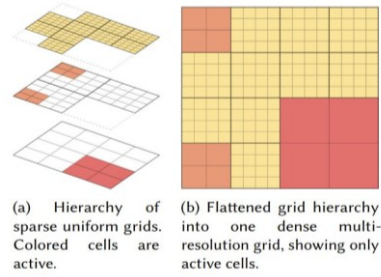 (a) Hierarchy of
sparse uniform grids.
Colored cells are
active.
(b) Flattened grid hierarchy
into one dense multi-
resolution grid, showing only
active cells.